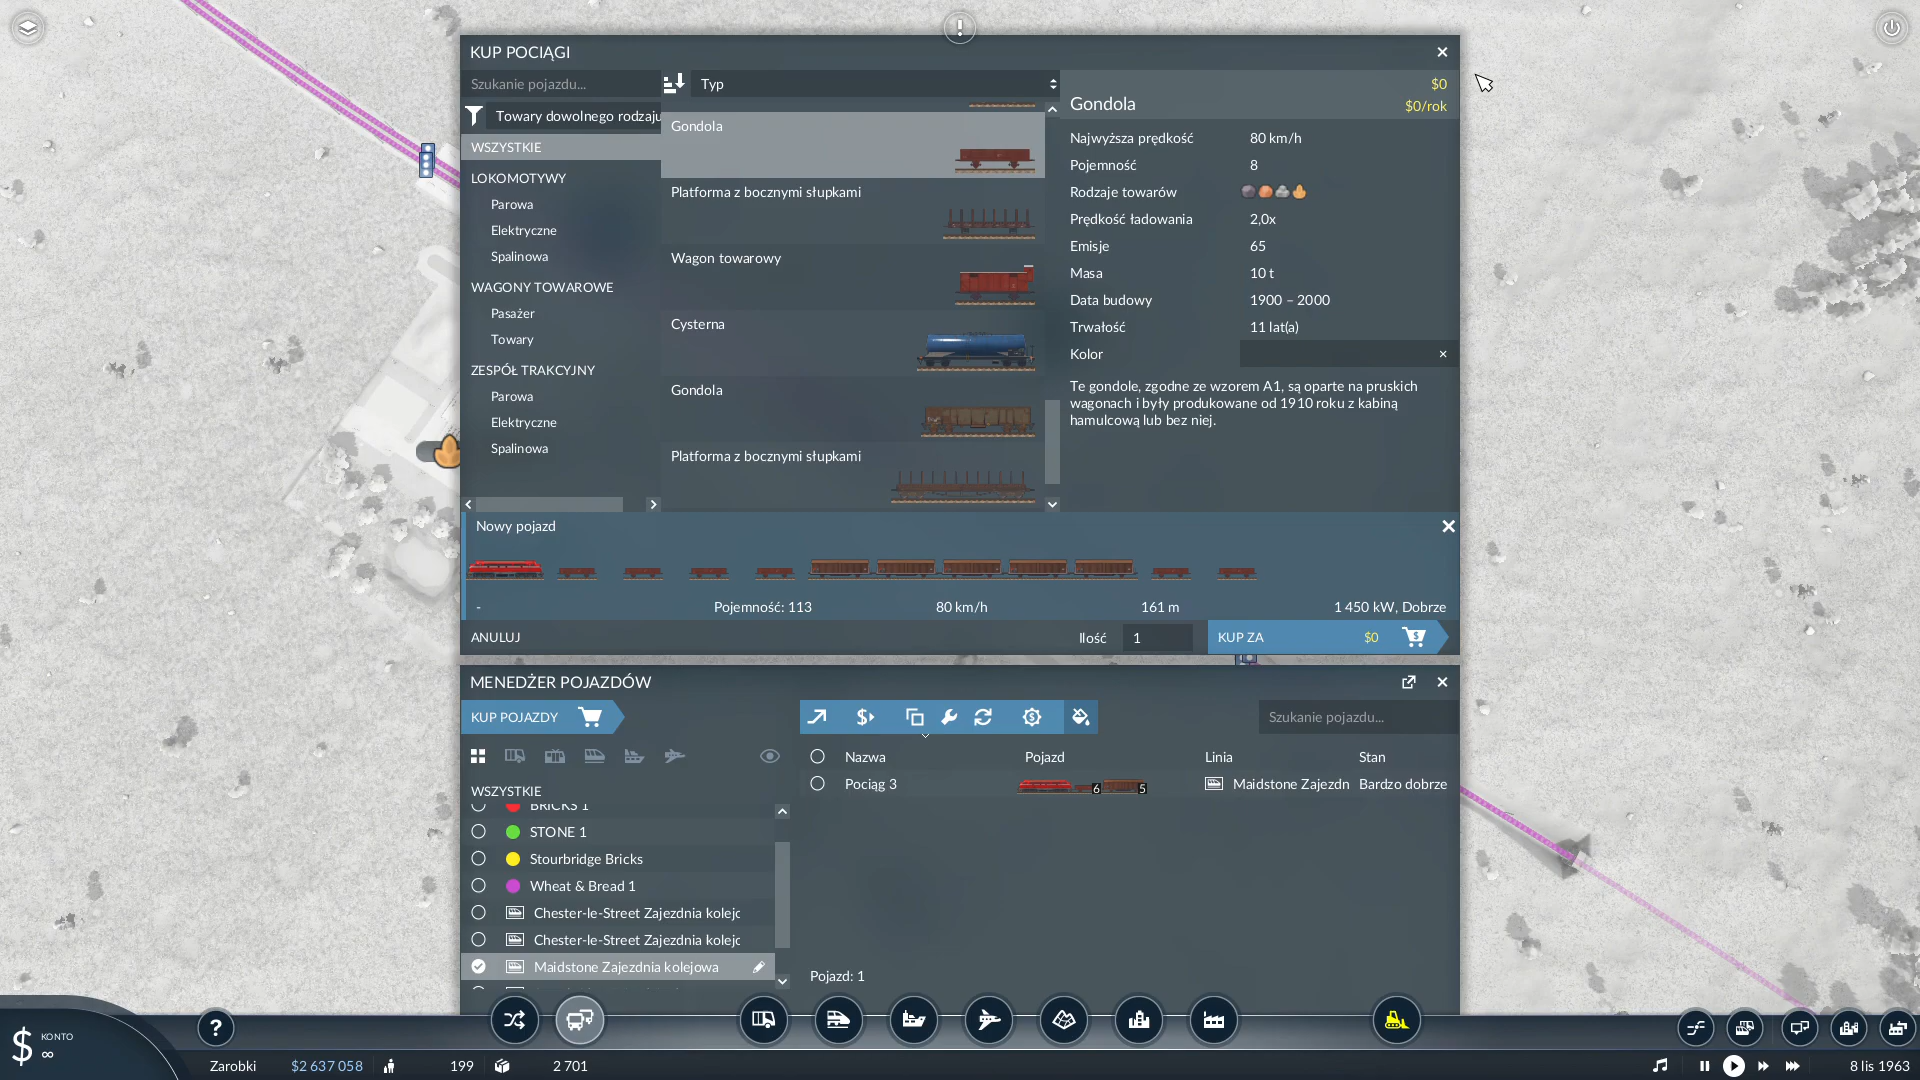 KUP POCIĄGI
Szukanie pojazdu...
Typ
$0
Gondola
$0/rok
Towary dowolnego rodzaju
WSZYSTKIE
LOKOMOTYWY
Parowa
Elektryczne
Spalinowa
WAGONY TOWAROWE
Pasażer
Towary
ZESPÓŁ TRAKCYJNY
Parowa
Elektryczne
Spalinowa
Gondola
Platforma z bocznymi słupkami
Wagon towarowy
Cysterna
Gondola
Platforma z bocznymi słupkami
Najwyższa prędkość 80 km/h
Pojemność 8
Rodzaje towarów
Prędkość ładowania 2,0x
Emisje 65
Masa 10 t
Data budowy 1900 – 2000
Trwałość 11 lat(a)
Kolor
Te gondole, zgodne ze wzorem A1, są oparte na pruskich
wagonach i były produkowane od 1910 roku z kabiną
hamulcową lub bez niej.
Nowy pojazd
- Pojemność: 113 80 km/h 161 m 1 450 kW, Dobrze
ANULUJ Ilość 1 KUP ZA $0
MENEDŻER POJAZDÓW
KUP POJAZDY
Szukanie pojazdu...
WSZYSTKIE
BRICKS 1
STONE 1
Stourbridge Bricks
Wheat & Bread 1
Chester-le-Street Zajezdnia kolejc
Chester-le-Street Zajezdnia kolejc
Maidstone Zajezdnia kolejowa
Nazwa Pojazd Linia Stan
Pociąg 3 6 5 Maidstone Zajezdn Bardzo dobrze
Pojazd: 1
KONTO
∞
Zarobki $2 637 058 199 2 701 8 lis 1963